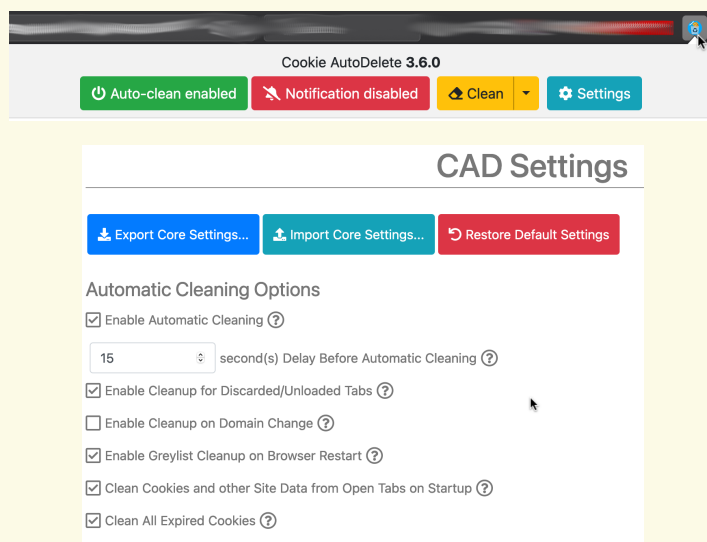 Cookie AutoDelete 3.6.0
Auto-clean enabled Notification disabled Clean Settings
CAD Settings
Export Core Settings... Import Core Settings... Restore Default Settings
Automatic Cleaning Options
Enable Automatic Cleaning ?
15 second(s) Delay Before Automatic Cleaning ?
Enable Cleanup for Discarded/Unloaded Tabs ?
Enable Cleanup on Domain Change ?
Enable Greylist Cleanup on Browser Restart ?
Clean Cookies and other Site Data from Open Tabs on Startup ?
Clean All Expired Cookies ?